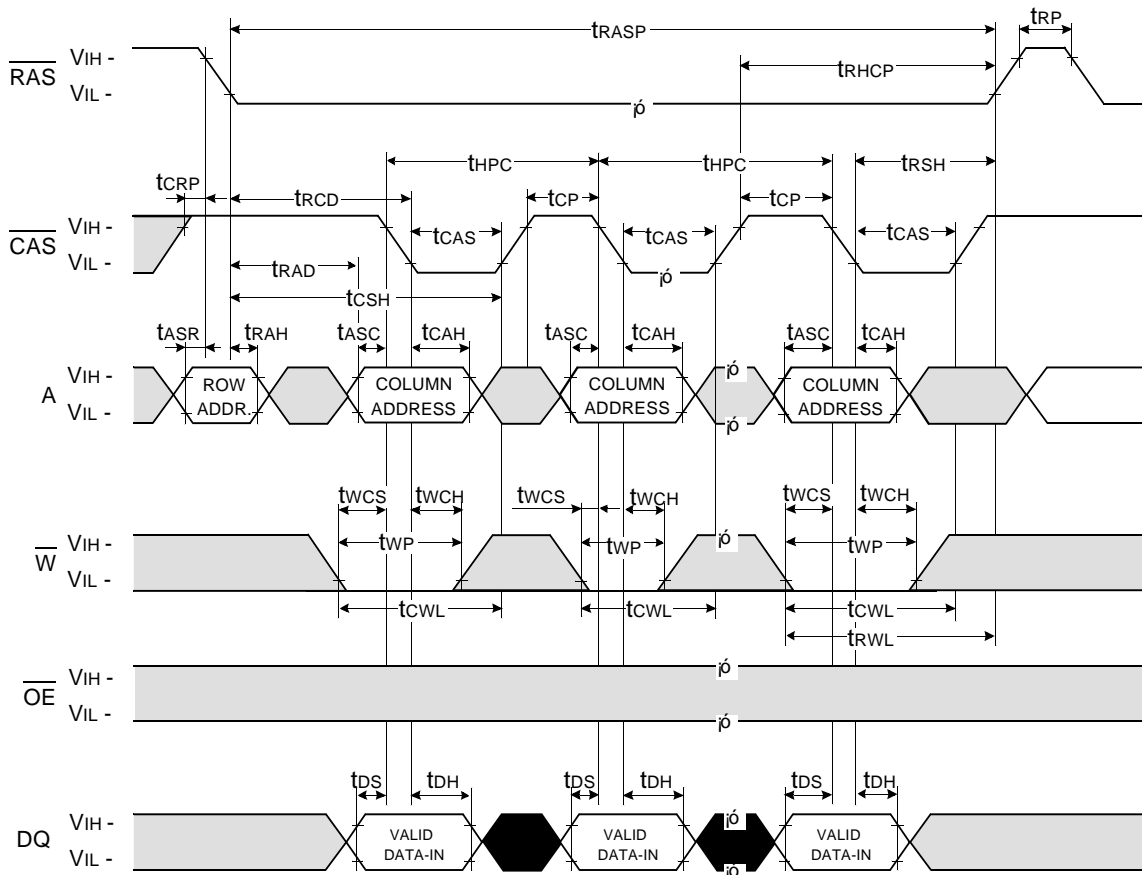 tRASP tRP
RAS VIH -
VIL -
tRHCP
¡ó
tHPC tHPC tRSH
tCRP tRCD tCP tCP
CAS VIH -
VIL -
tCAS tCAS tCAS
¡ó
tRAD
tCSH
tASR tRAH tASC tCAH tASC tCAH tASC tCAH
A VIH -
VIL -
ROW ADDR.
COLUMN ADDRESS
COLUMN ADDRESS
COLUMN ADDRESS
¡ó
¡ó
tWCS tWCH tWCS tWCH tWCS tWCH
W VIH -
VIL -
tWP tWP tWP
¡ó
tCWL tCWL tCWL
tRWL
OE VIH -
VIL -
¡ó
¡ó
tDS tDH tDS tDH tDS tDH
DQ VIH -
VIL -
VALID DATA-IN
VALID DATA-IN
VALID DATA-IN
¡ó
¡ó